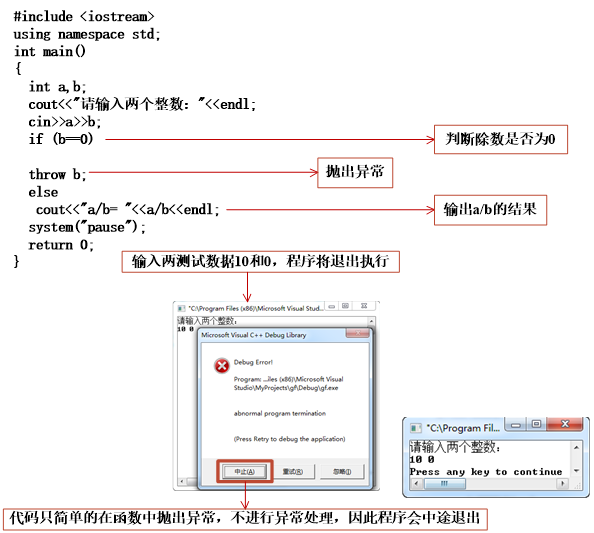 #include <iostream>
using namespace std;
int main()
{
int a,b;
cout<<"请输入两个整数："<<endl;
cin>>a>>b;
if (b==0)
判断除数是否为0
throw b;
抛出异常
else
cout<<"a/b= "<<a/b<<endl;
输出a/b的结果
system("pause");
return 0;
}
输入两测试数据10和0，程序将退出执行
"C:\Program Files (x86)\Microsoft Visual Stud...
请输入两个整数：
10 0
Microsoft Visual C++ Debug Library
Debug Error!
Program: ...iles (x86)\Microsoft Visual
Studio\MyProjects\gf\Debug\gf.exe
abnormal program termination
(Press Retry to debug the application)
中止(A)
重试(R)
忽略(I)
"C:\Program Fil...
请输入两个整数：
10 0
Press any key to continue
代码只简单的在函数中抛出异常，不进行异常处理，因此程序会中途退出